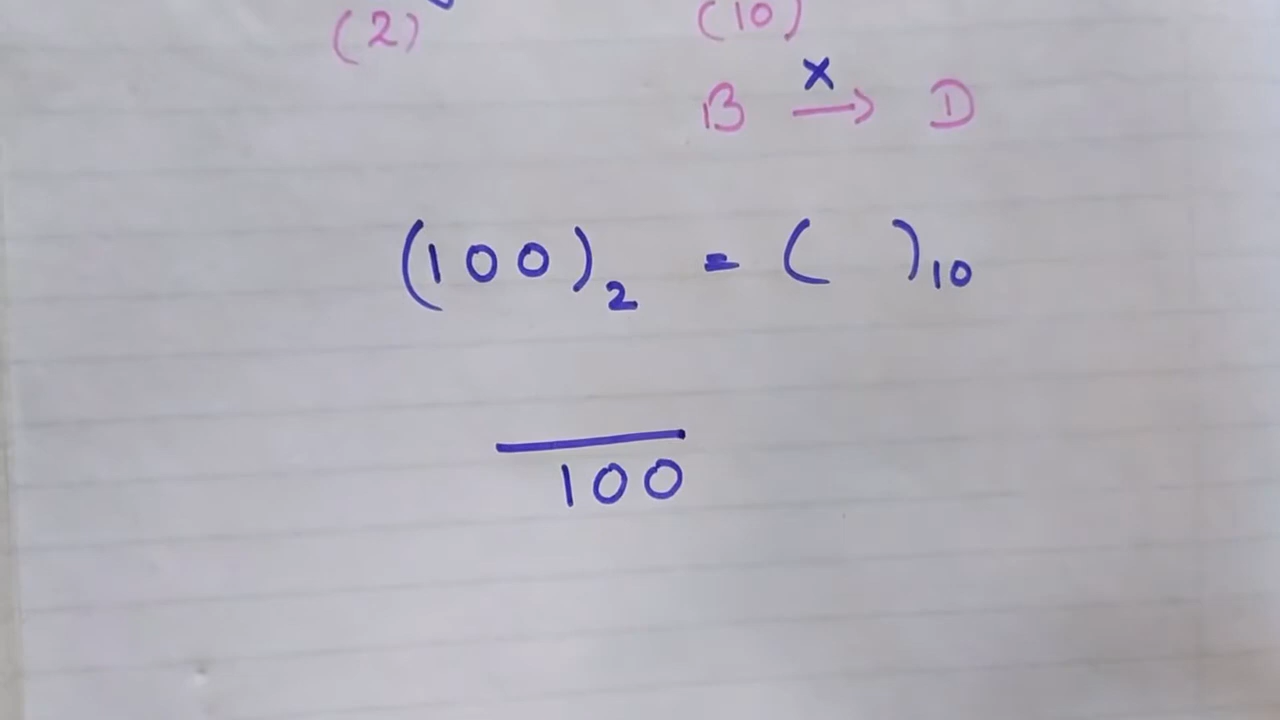 (2) (10)
B x→ D
(100)₂ = ( )₁₀
100